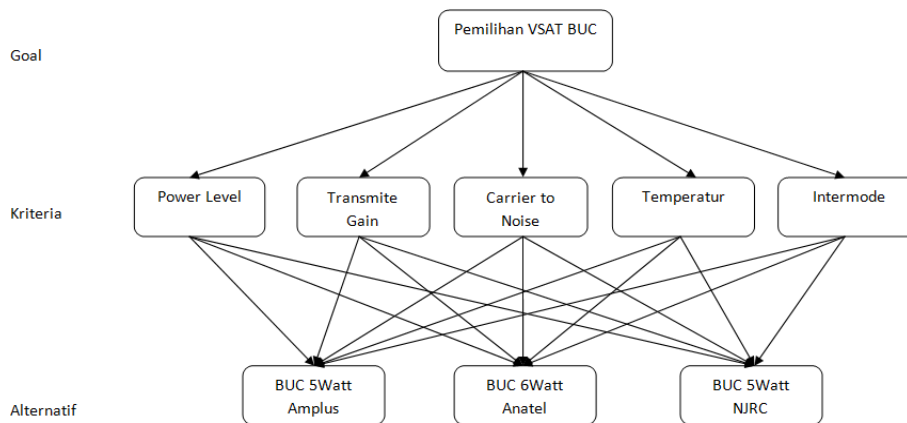 Pemilihan VSAT BUC
Goal
Power Level
Transmite
Gain
Carrier to
Noise
Temperatur
Intermode
Kriteria
BUC 5Watt
Amplus
BUC 6Watt
Anatel
BUC 5Watt
NJRC
Alternatif